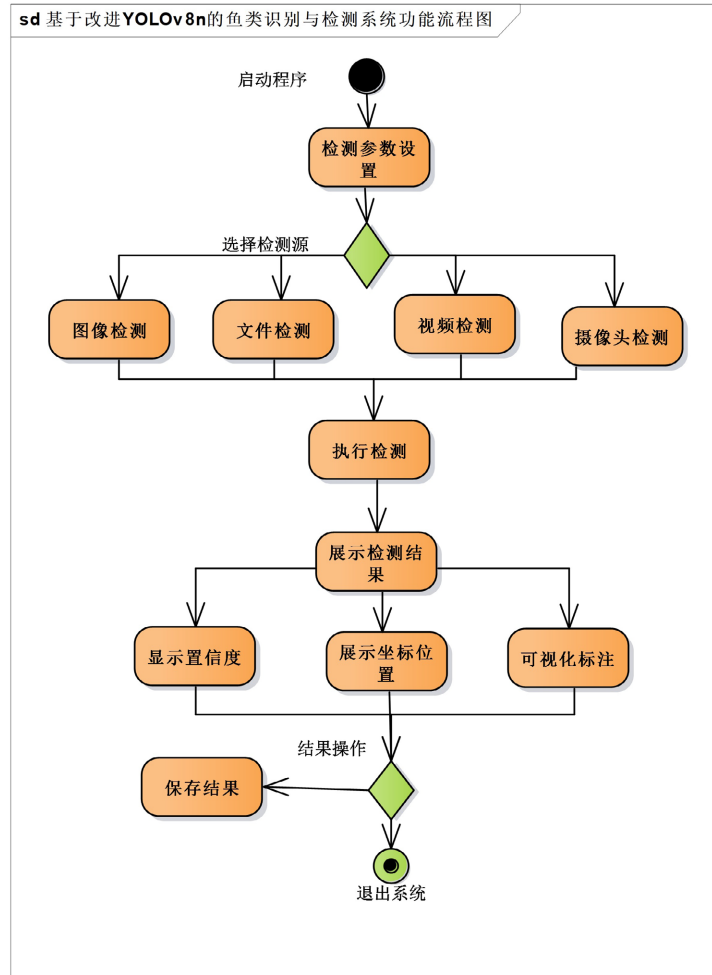 sd 基于改进YOLOv8n的鱼类识别与检测系统功能流程图
启动程序
检测参数设
置
选择检测源
图像检测
文件检测
视频检测
摄像头检测
执行检测
展示检测结
果
显示置信度
展示坐标位
置
可视化标注
结果操作
保存结果
退出系统